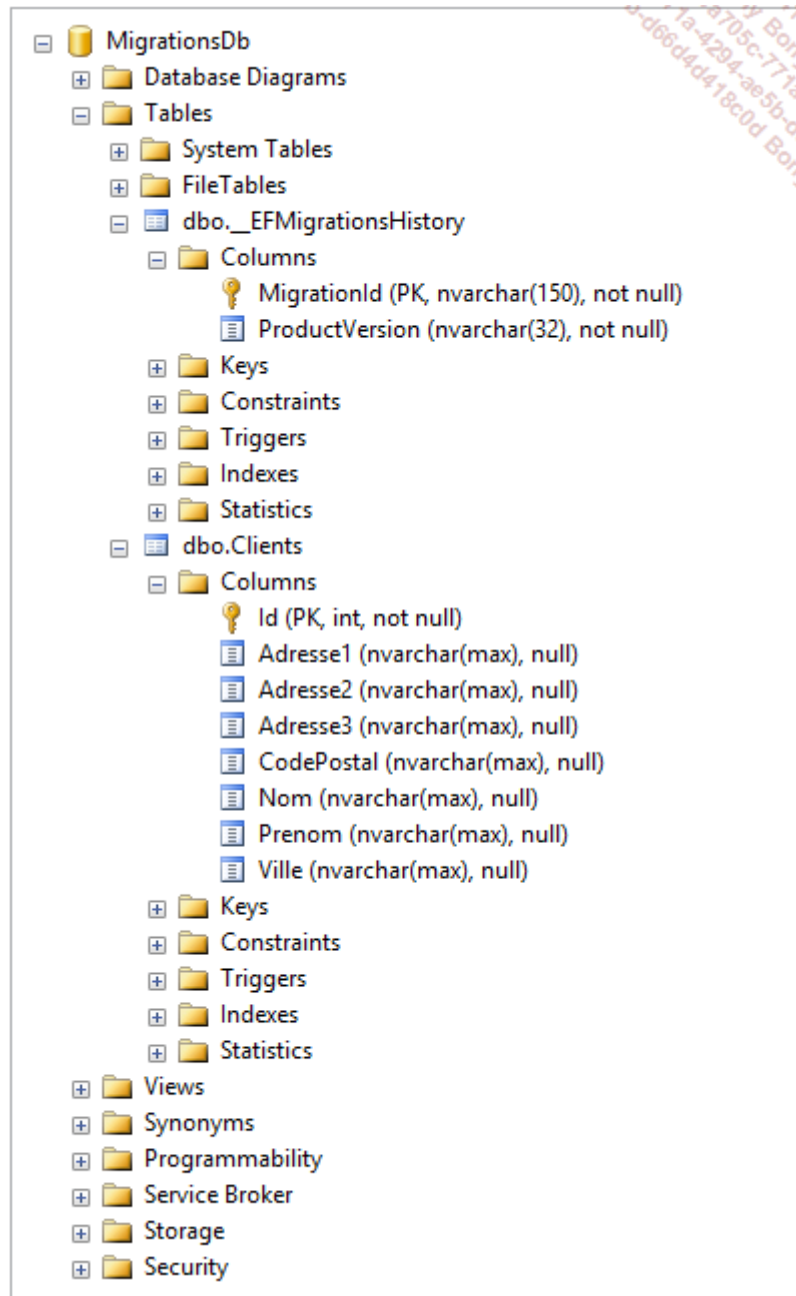 MigrationsDb
Database Diagrams
Tables
System Tables
FileTables
dbo.__EFMigrationsHistory
Columns
MigrationId (PK, nvarchar(150), not null)
ProductVersion (nvarchar(32), not null)
Keys
Constraints
Triggers
Indexes
Statistics
dbo.Clients
Columns
Id (PK, int, not null)
Adresse1 (nvarchar(max), null)
Adresse2 (nvarchar(max), null)
Adresse3 (nvarchar(max), null)
CodePostal (nvarchar(max), null)
Nom (nvarchar(max), null)
Prenom (nvarchar(max), null)
Ville (nvarchar(max), null)
Keys
Constraints
Triggers
Indexes
Statistics
Views
Synonyms
Programmability
Service Broker
Storage
Security